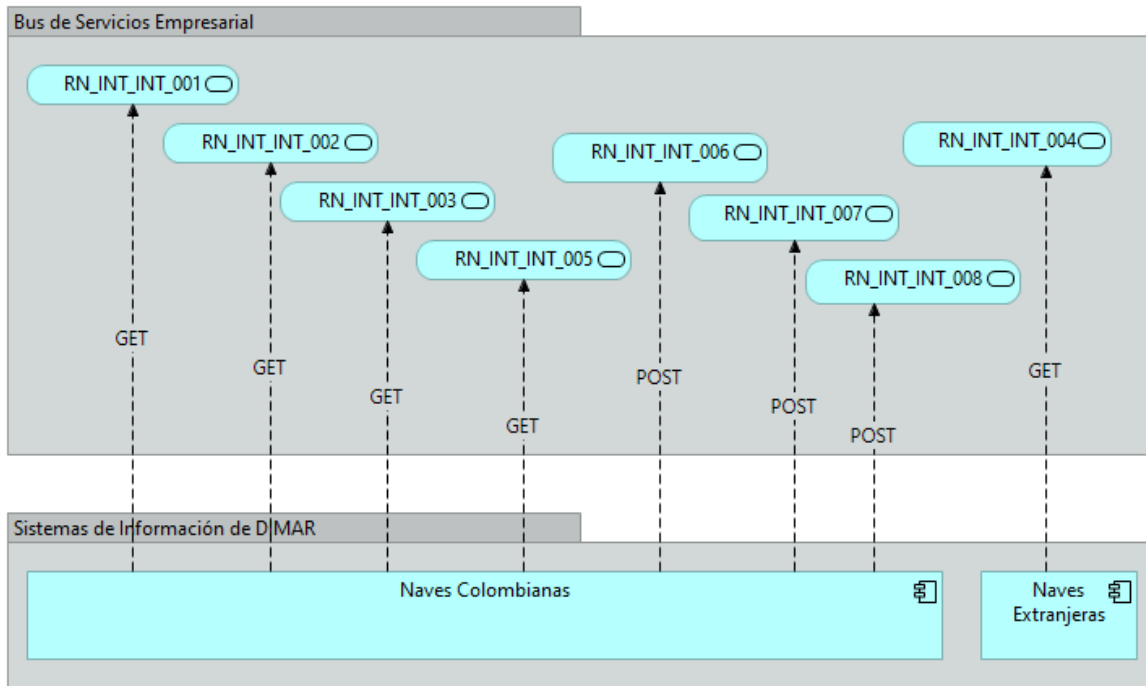 Bus de Servicios Empresarial
RN_INT_INT_001
RN_INT_INT_002
RN_INT_INT_006
RN_INT_INT_004
RN_INT_INT_003
RN_INT_INT_007
RN_INT_INT_005
RN_INT_INT_008
GET
GET
POST
GET
GET
POST
GET
POST
Sistemas de Información de DIMAR
Naves Colombianas
Naves
Extranjeras